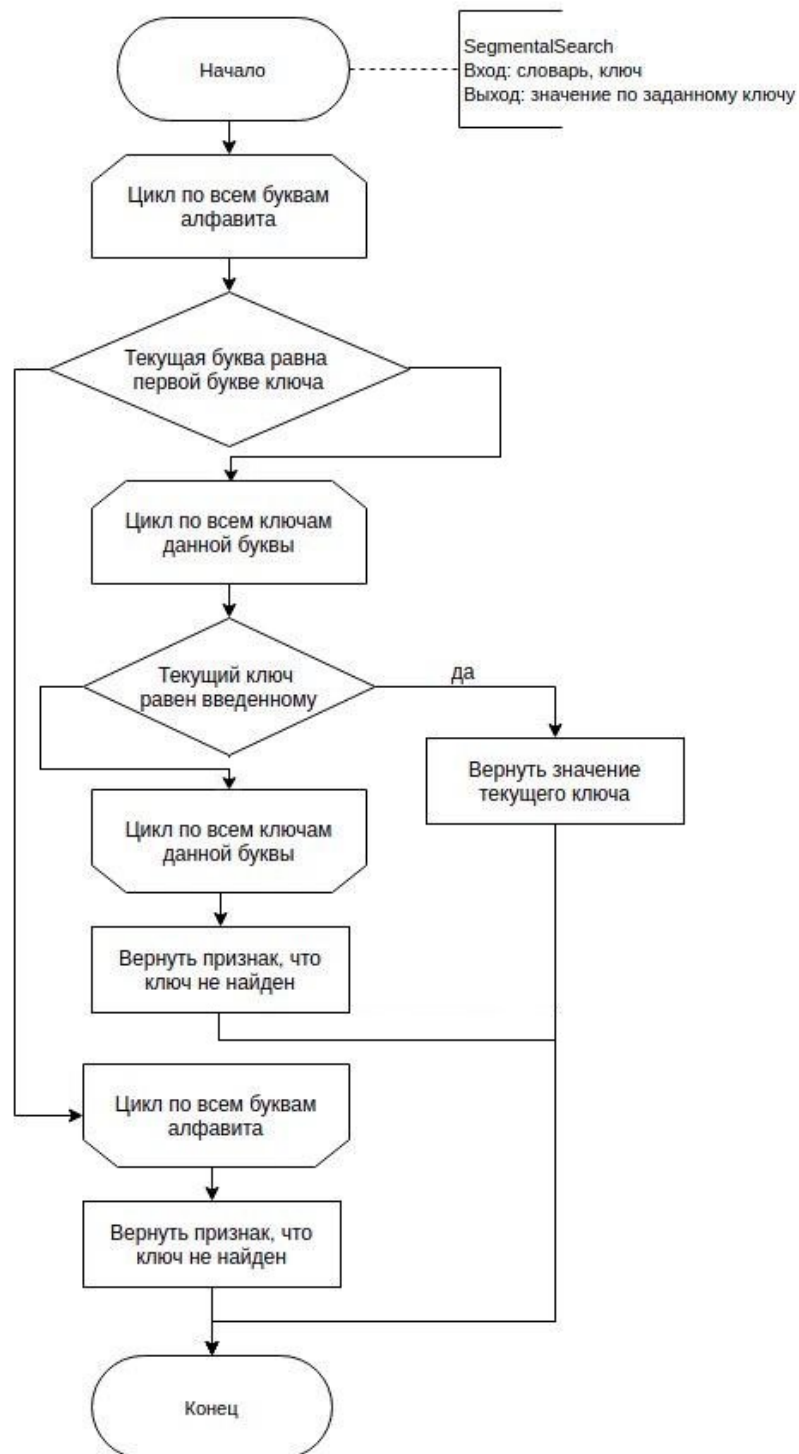 Начало
SegmentalSearch
Вход: словарь, ключ
Выход: значение по заданному ключу
Цикл по всем буквам
алфавита
Текущая буква равна
первой букве ключа
Цикл по всем ключам
данной буквы
Текущий ключ
равен введенному
да
Вернуть значение
текущего ключа
Цикл по всем ключам
данной буквы
Вернуть признак, что
ключ не найден
Цикл по всем буквам
алфавита
Вернуть признак, что
ключ не найден
Конец